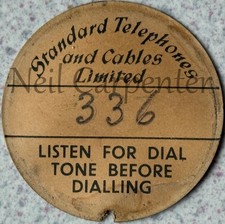 Standard Telephones
and Cables
Limited
Neil Carpenter
336
LISTEN FOR DIAL
TONE BEFORE
DIALLING